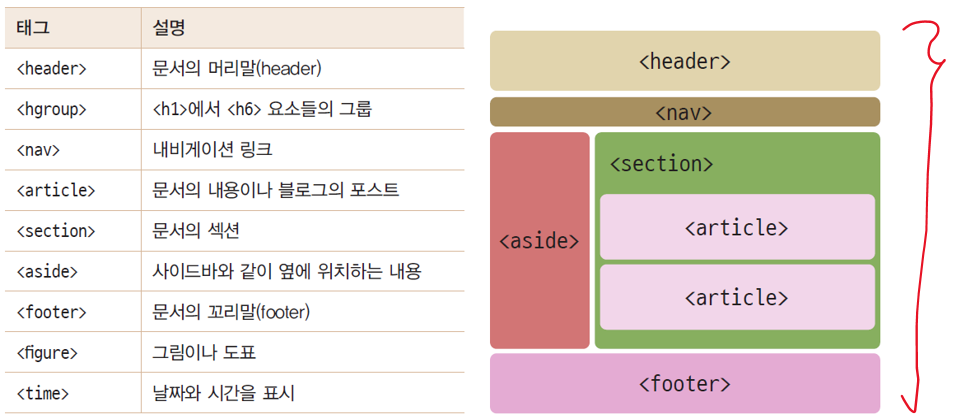 태그 설명
<header> 문서의 머리말(header)
<hgroup> <h1>에서 <h6> 요소들의 그룹
<nav> 내비게이션 링크
<article> 문서의 내용이나 블로그의 포스트
<section> 문서의 섹션
<aside> 사이드바와 같이 옆에 위치하는 내용
<footer> 문서의 꼬리말(footer)
<figure> 그림이나 도표
<time> 날짜와 시간을 표시
<header>
<nav>
<aside>
<section>
<article>
<article>
<footer>